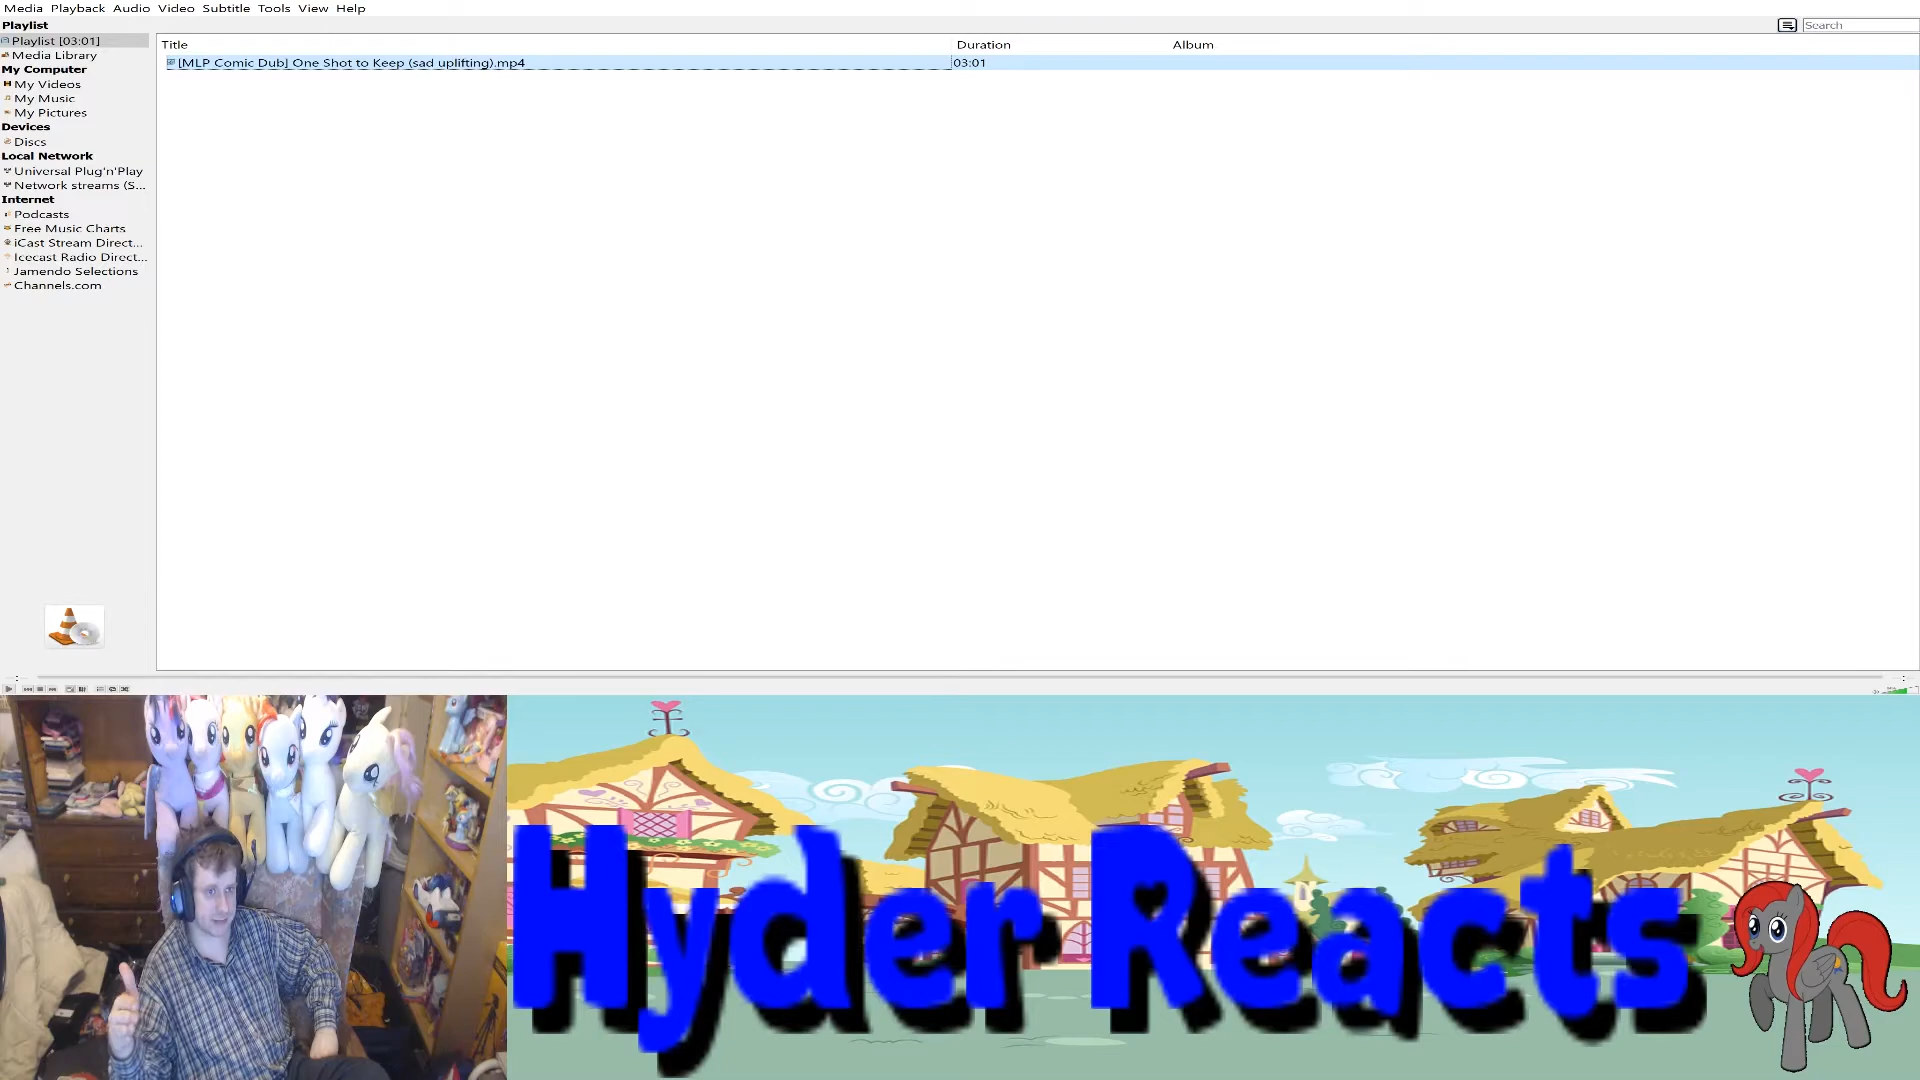 Media Playback Audio Video Subtitle Tools View Help
Playlist
Search
Playlist [03:01]
Title Duration Album
Media Library
[MLP Comic Dub] One Shot to Keep (sad uplifting).mp4 03:01
My Computer
My Videos
My Music
My Pictures
Devices
Discs
Local Network
Universal Plug'n'Play
Network streams (S...
Internet
Podcasts
Free Music Charts
iCast Stream Direct...
Icecast Radio Direct...
Jamendo Selections
Channels.com
Hyder Reacts